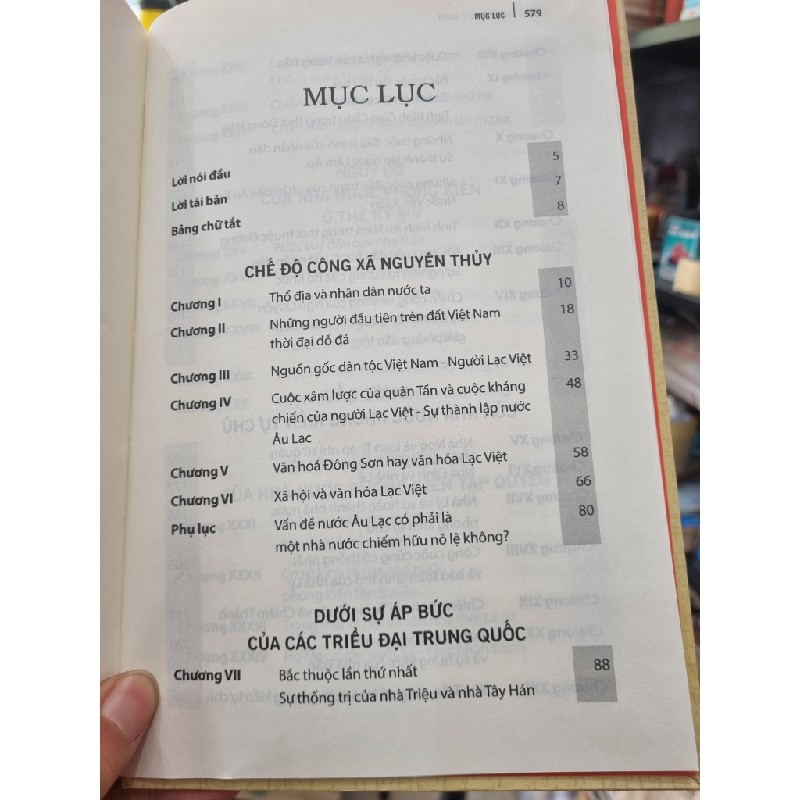 MỤC LỤC | 579
MỤC LỤC
Lời nói đầu 5
Lời tái bản 7
Bảng chữ tắt 8
CHẾ ĐỘ CÔNG XÃ NGUYÊN THỦY
Chương I Thổ địa và nhân dân nước ta 10
Chương II Những người đầu tiên trên đất Việt Nam 18
thời đại đồ đá
Chương III Nguồn gốc dân tộc Việt Nam - Người Lạc Việt 33
Chương IV Cuộc xâm lược của quân Tần và cuộc kháng 48
chiến của người Lạc Việt - Sự thành lập nước
Âu Lạc
Chương V Văn hoá Đông Sơn hay văn hóa Lạc Việt 58
Chương VI Xã hội và văn hóa Lạc Việt 66
Phụ lục Vấn đề nước Âu Lạc có phải là 80
một nhà nước chiếm hữu nô lệ không?
DƯỚI SỰ ÁP BỨC
CỦA CÁC TRIỀU ĐẠI TRUNG QUỐC
Chương VII Bắc thuộc lần thứ nhất 88
Sự thống trị của nhà Triệu và nhà Tây Hán